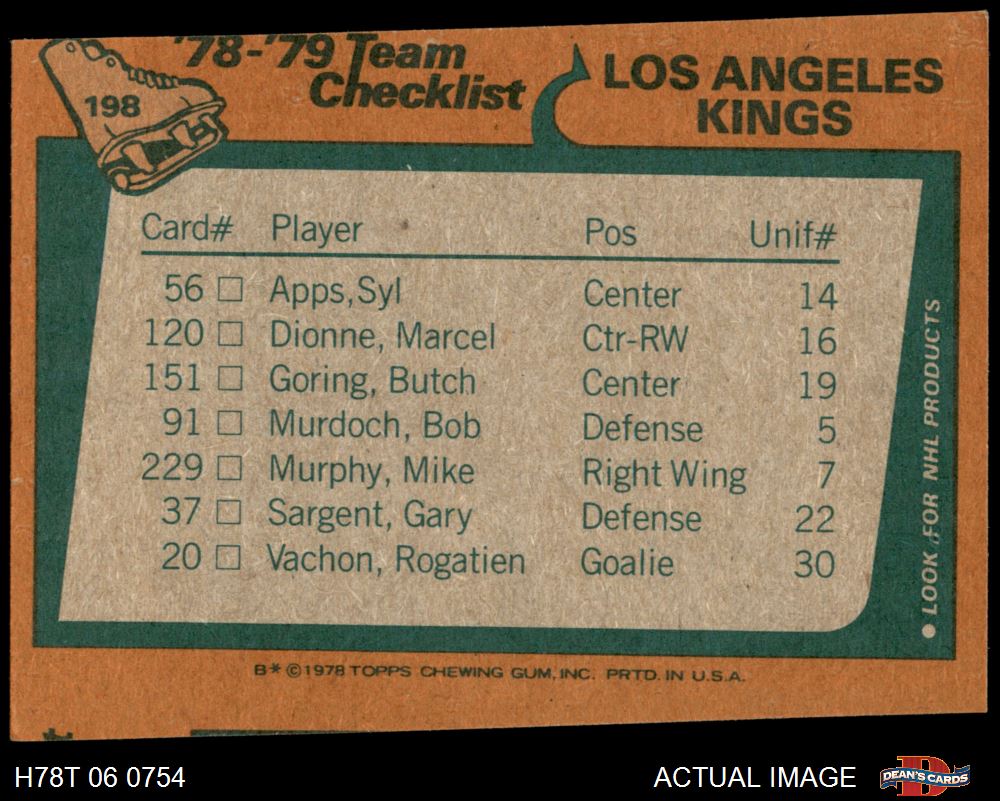 '78-'79 Team
Checklist
198
LOS ANGELES
KINGS
Card# Player Pos Unif#
56 □ Apps, Syl Center 14
120 □ Dionne, Marcel Ctr-RW 16
151 □ Goring, Butch Center 19
91 □ Murdoch, Bob Defense 5
229 □ Murphy, Mike Right Wing 7
37 □ Sargent, Gary Defense 22
20 □ Vachon, Rogatien Goalie 30
● LOOK FOR NHL PRODUCTS
B* © 1978 TOPPS CHEWING GUM, INC. PRTD. IN U.S.A.
H78T 06 0754
ACTUAL IMAGE
DEAN'S CARDS